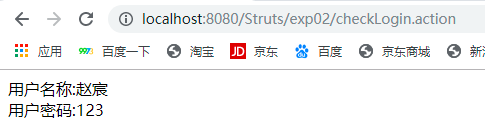 localhost:8080/Struts/exp02/checkLogin.action
应用 百度一下 淘宝 JD 京东 百度 京东商城
用户名称:赵宸
用户密码:123